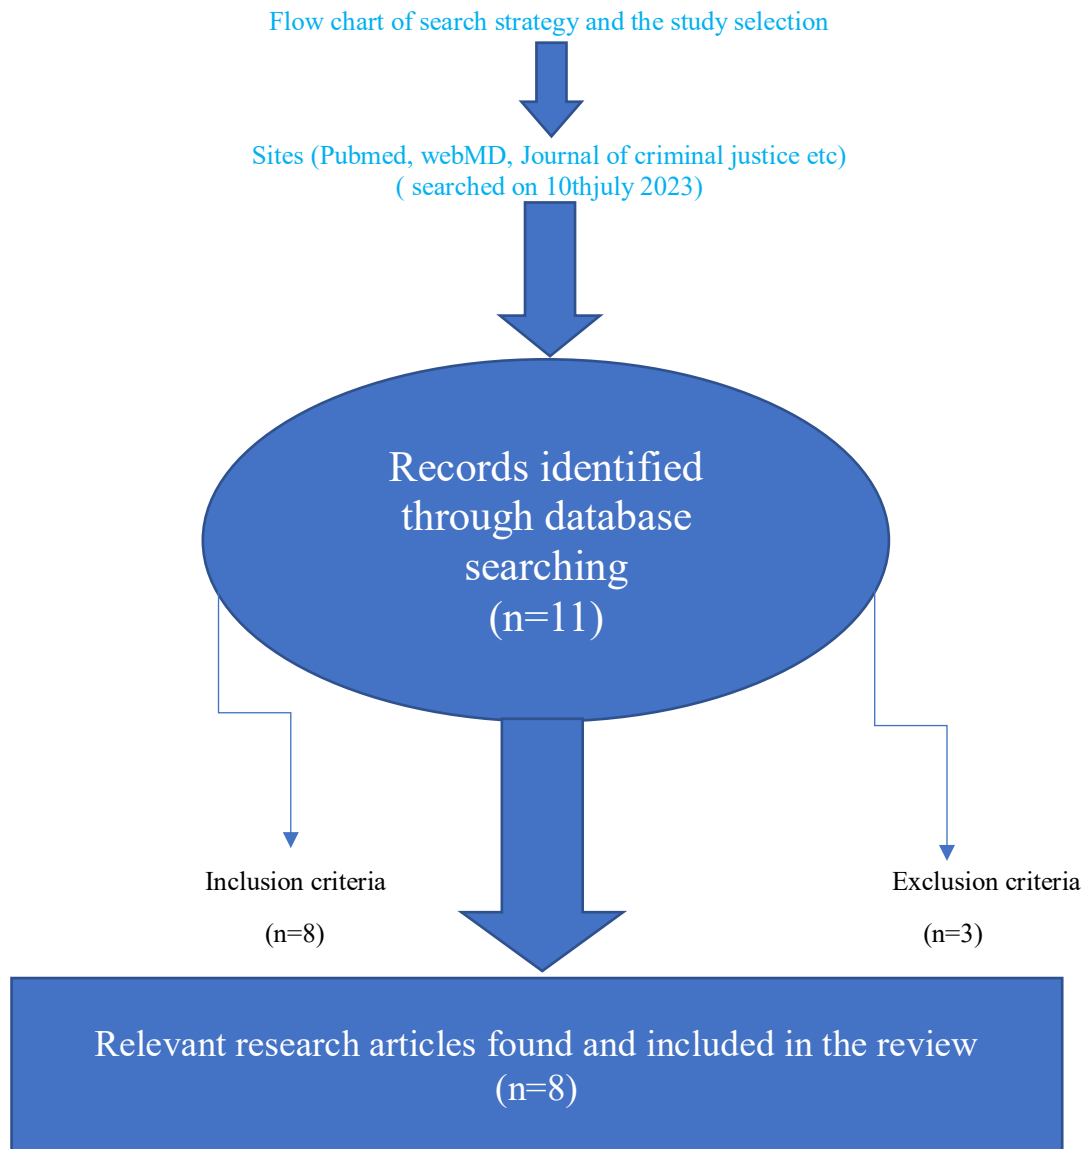 Flow chart of search strategy and the study selection
Sites (Pubmed, webMD, Journal of criminal justice etc)
( searched on 10thjuly 2023)
Records identified
through database
searching
(n=11)
Inclusion criteria
(n=8)
Exclusion criteria
(n=3)
Relevant research articles found and included in the review
(n=8)